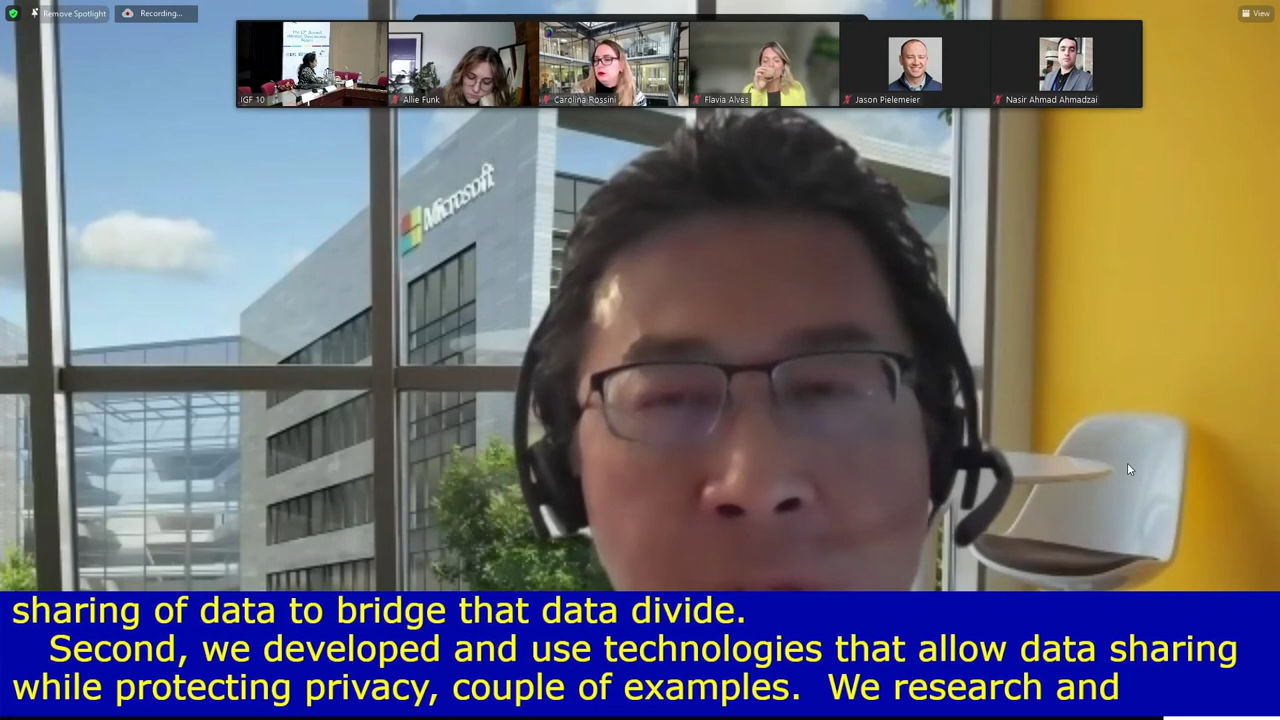 Remove Spotlight
Recording...
View
IGF 10
Allie Funk
Carolina Rossini
Flavia Alves
Jason Pielemeier
Nasir Ahmad Ahmadzai
Microsoft
sharing of data to bridge that data divide.
Second, we developed and use technologies that allow data sharing
while protecting privacy, couple of examples. We research and